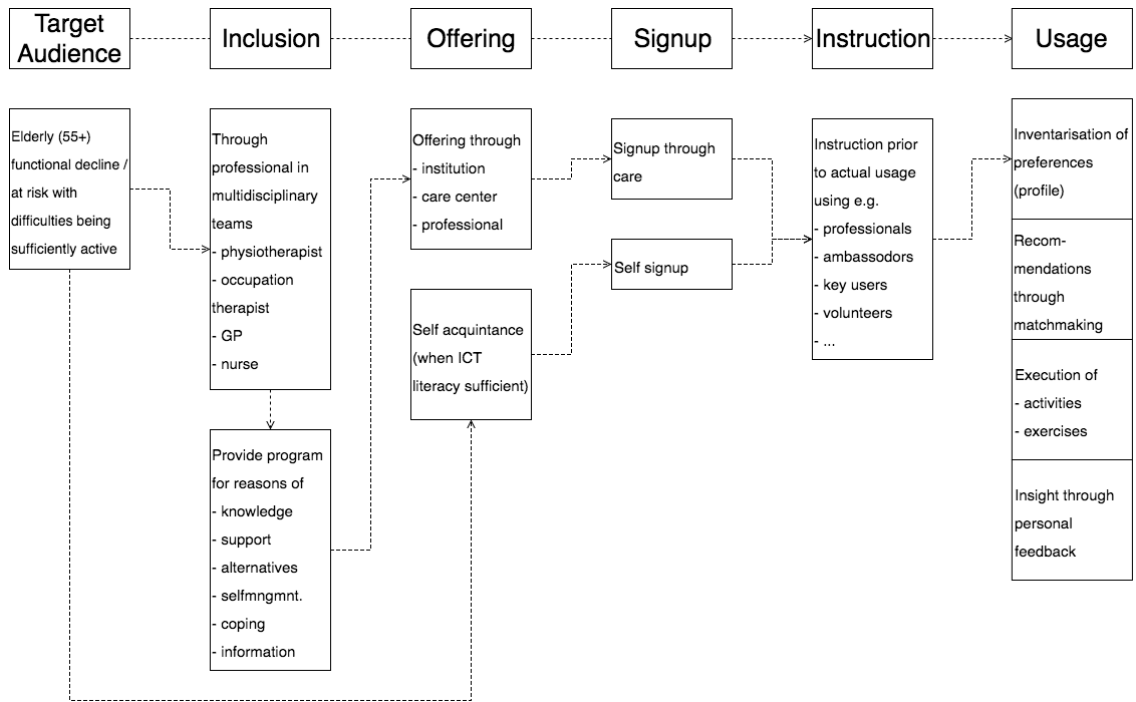 Target
Audience
Inclusion
Offering
Signup
Instruction
Usage
Elderly (55+)
functional decline /
at risk with
difficulties being
sufficiently active
Through
professional in
multidisciplinary
teams
- physiotherapist
- occupation
therapist
- GP
- nurse
Provide program
for reasons of
- knowledge
- support
- alternatives
- selfmngmnt.
- coping
- information
Offering through
- institution
- care center
- professional
Self acquintance
(when ICT
literacy sufficient)
Signup through
care
Self signup
Instruction prior
to actual usage
using e.g.
- professionals
- ambassodors
- key users
- volunteers
- ...
Inventarisation of
preferences
(profile)
Recom-
mendations
through
matchmaking
Execution of
- activities
- exercises
Insight through
personal
feedback